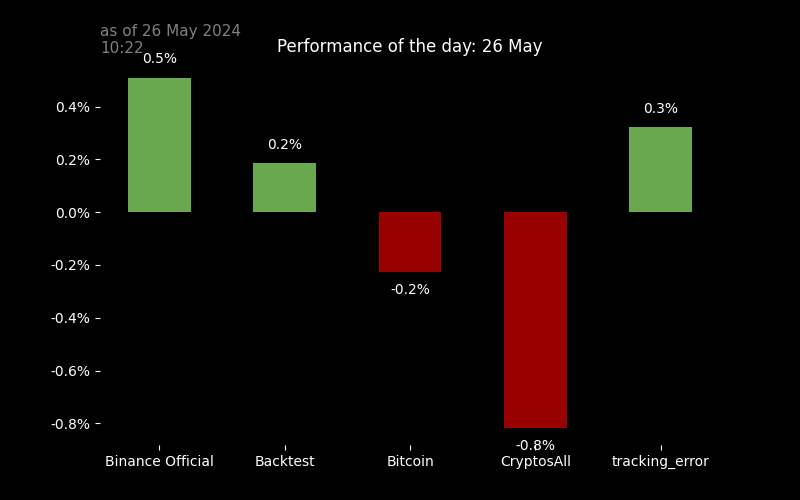 as of 26 May 2024
10:22
Performance of the day: 26 May
0.5%
0.2%
-0.2%
-0.8%
0.3%
0.4%
0.2%
0.0%
-0.2%
-0.4%
-0.6%
-0.8%
Binance Official
Backtest
Bitcoin
CryptosAll
tracking_error